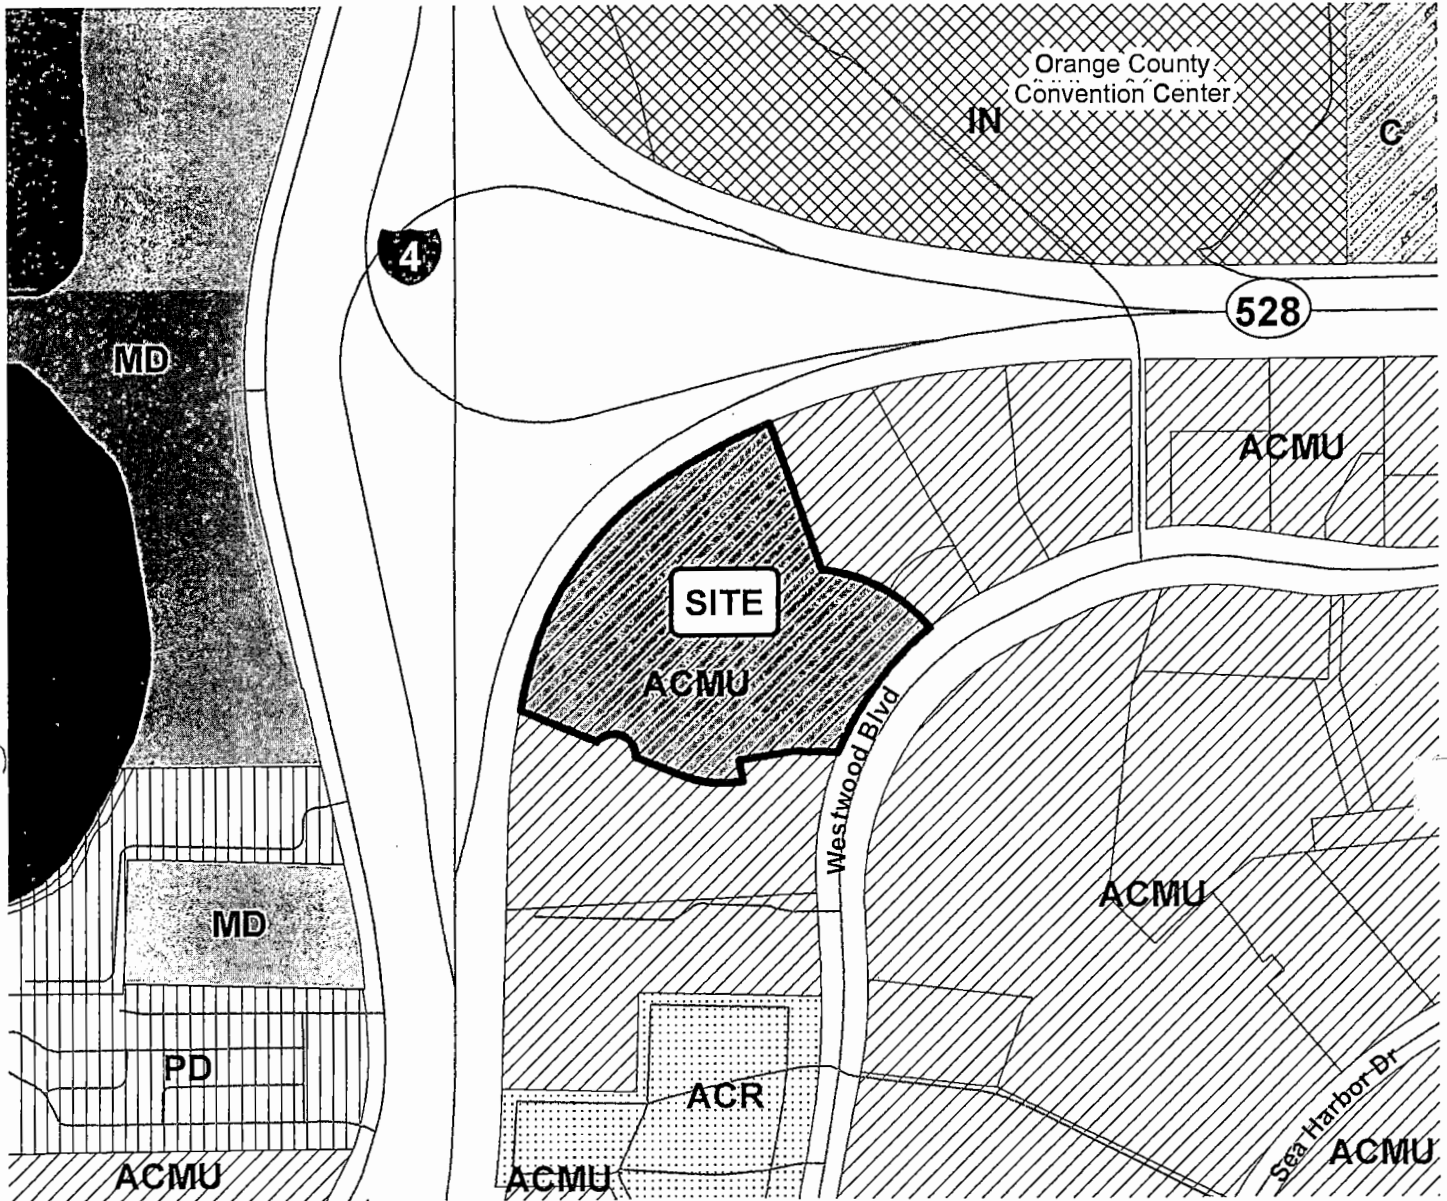 Orange County
Convention Center
IN
C
4
528
MD
ACMU
SITE
ACMU
Westwood Blvd
ACMU
MD
PD
ACR
Sea Harbor Dr
ACMU
ACMU
ACMU